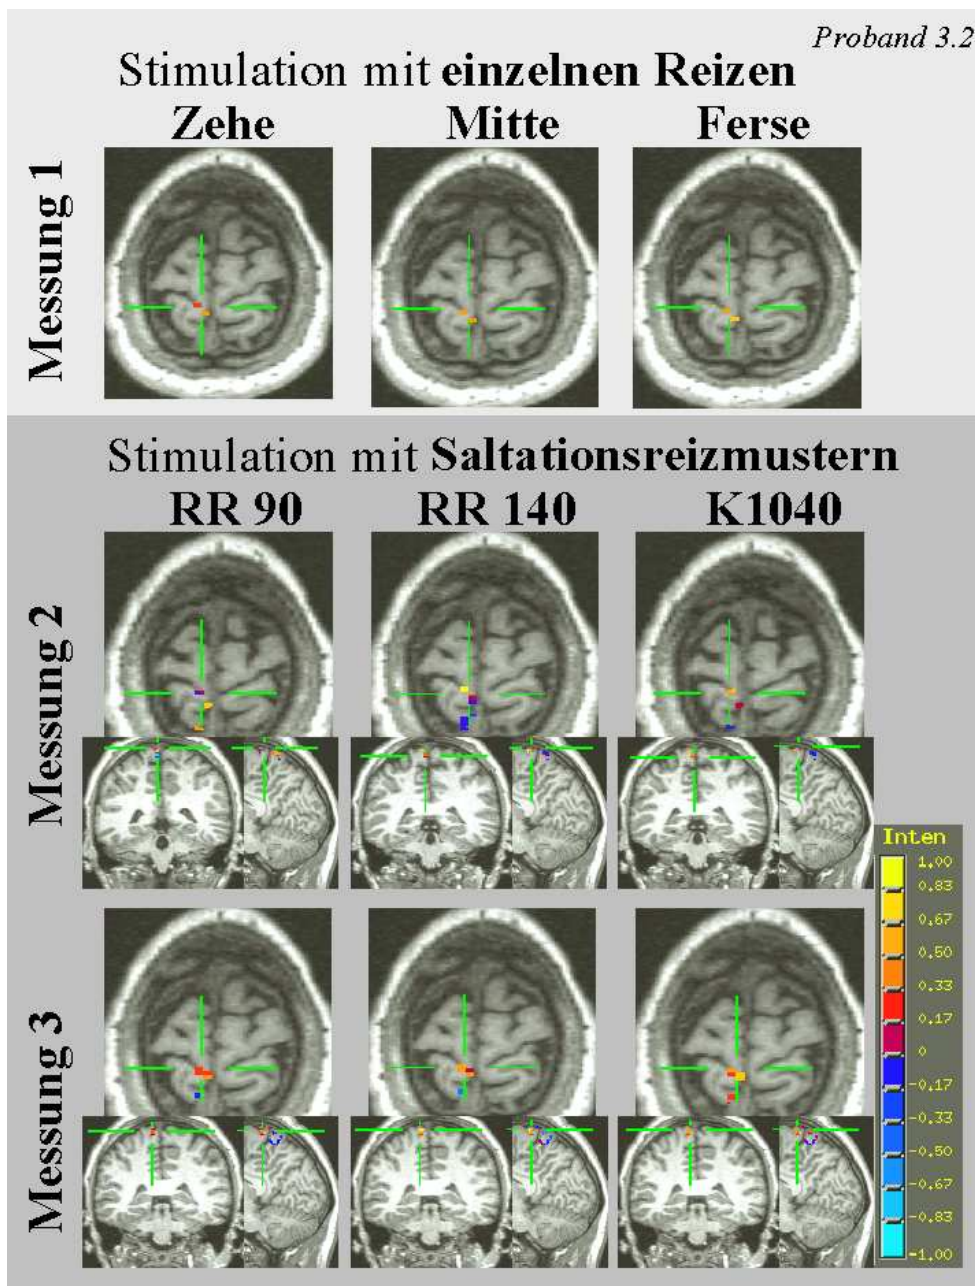 Proband 3.2
Stimulation mit einzelnen Reizen
Zehe Mitte Ferse
Messung 1
Stimulation mit Saltationsreizmustern
RR 90 RR 140 K1040
Messung 2
Messung 3
Inten
1.00
0.83
0.67
0.50
0.33
0.17
0
-0.17
-0.33
-0.50
-0.67
-0.83
-1.00